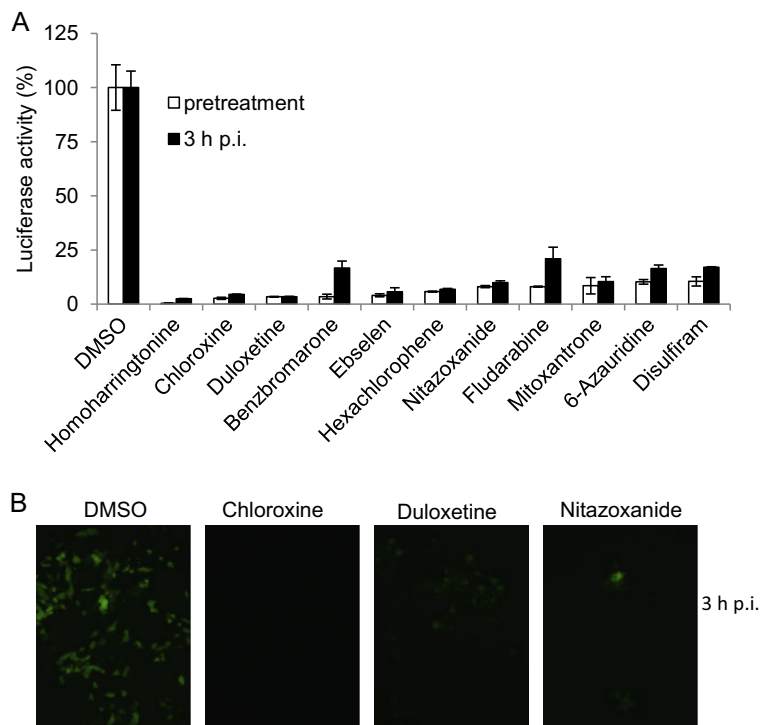 A
Luciferase activity (%)
125
100
75
50
25
0
pretreatment
3 h p.i.
DMSO
Homoharringtonine
Chloroxine
Duloxetine
Benzbromarone
Ebselen
Hexachlorophene
Nitazoxanide
Fludarabine
Mitoxantrone
6-Azauridine
Disulfiram
B
DMSO
Chloroxine
Duloxetine
Nitazoxanide
3 h p.i.